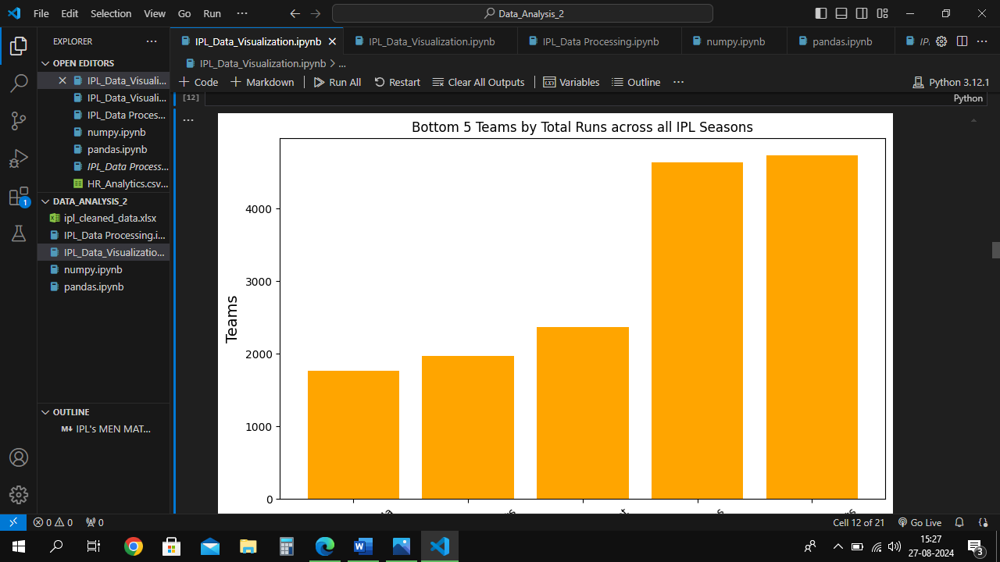 File Edit Selection View Go Run ··· Data_Analysis_2
EXPLORER ···
OPEN EDITORS
IPL_Data_Visuali...
IPL_Data_Visuali...
IPL_Data Proces...
numpy.ipynb
pandas.ipynb
IPL_Data Process...
HR_Analytics.csv...
DATA_ANALYSIS_2
ipl_cleaned_data.xlsx
IPL_Data Processing.i...
IPL_Data_Visualizatio...
numpy.ipynb
pandas.ipynb
OUTLINE
M↓ IPL's MEN MAT...
IPL_Data_Visualization.ipynb IPL_Data_Visualization.ipynb IPL_Data Processing.ipynb numpy.ipynb pandas.ipynb IPL
IPL_Data_Visualization.ipynb > ...
+ Code + Markdown Run All Restart Clear All Outputs Variables Outline ··· Python 3.12.1
[12] Python
Bottom 5 Teams by Total Runs across all IPL Seasons
Teams
4000
3000
2000
1000
0
1
0 0 0 Cell 12 of 21 Go Live
15:27
27-08-2024
3